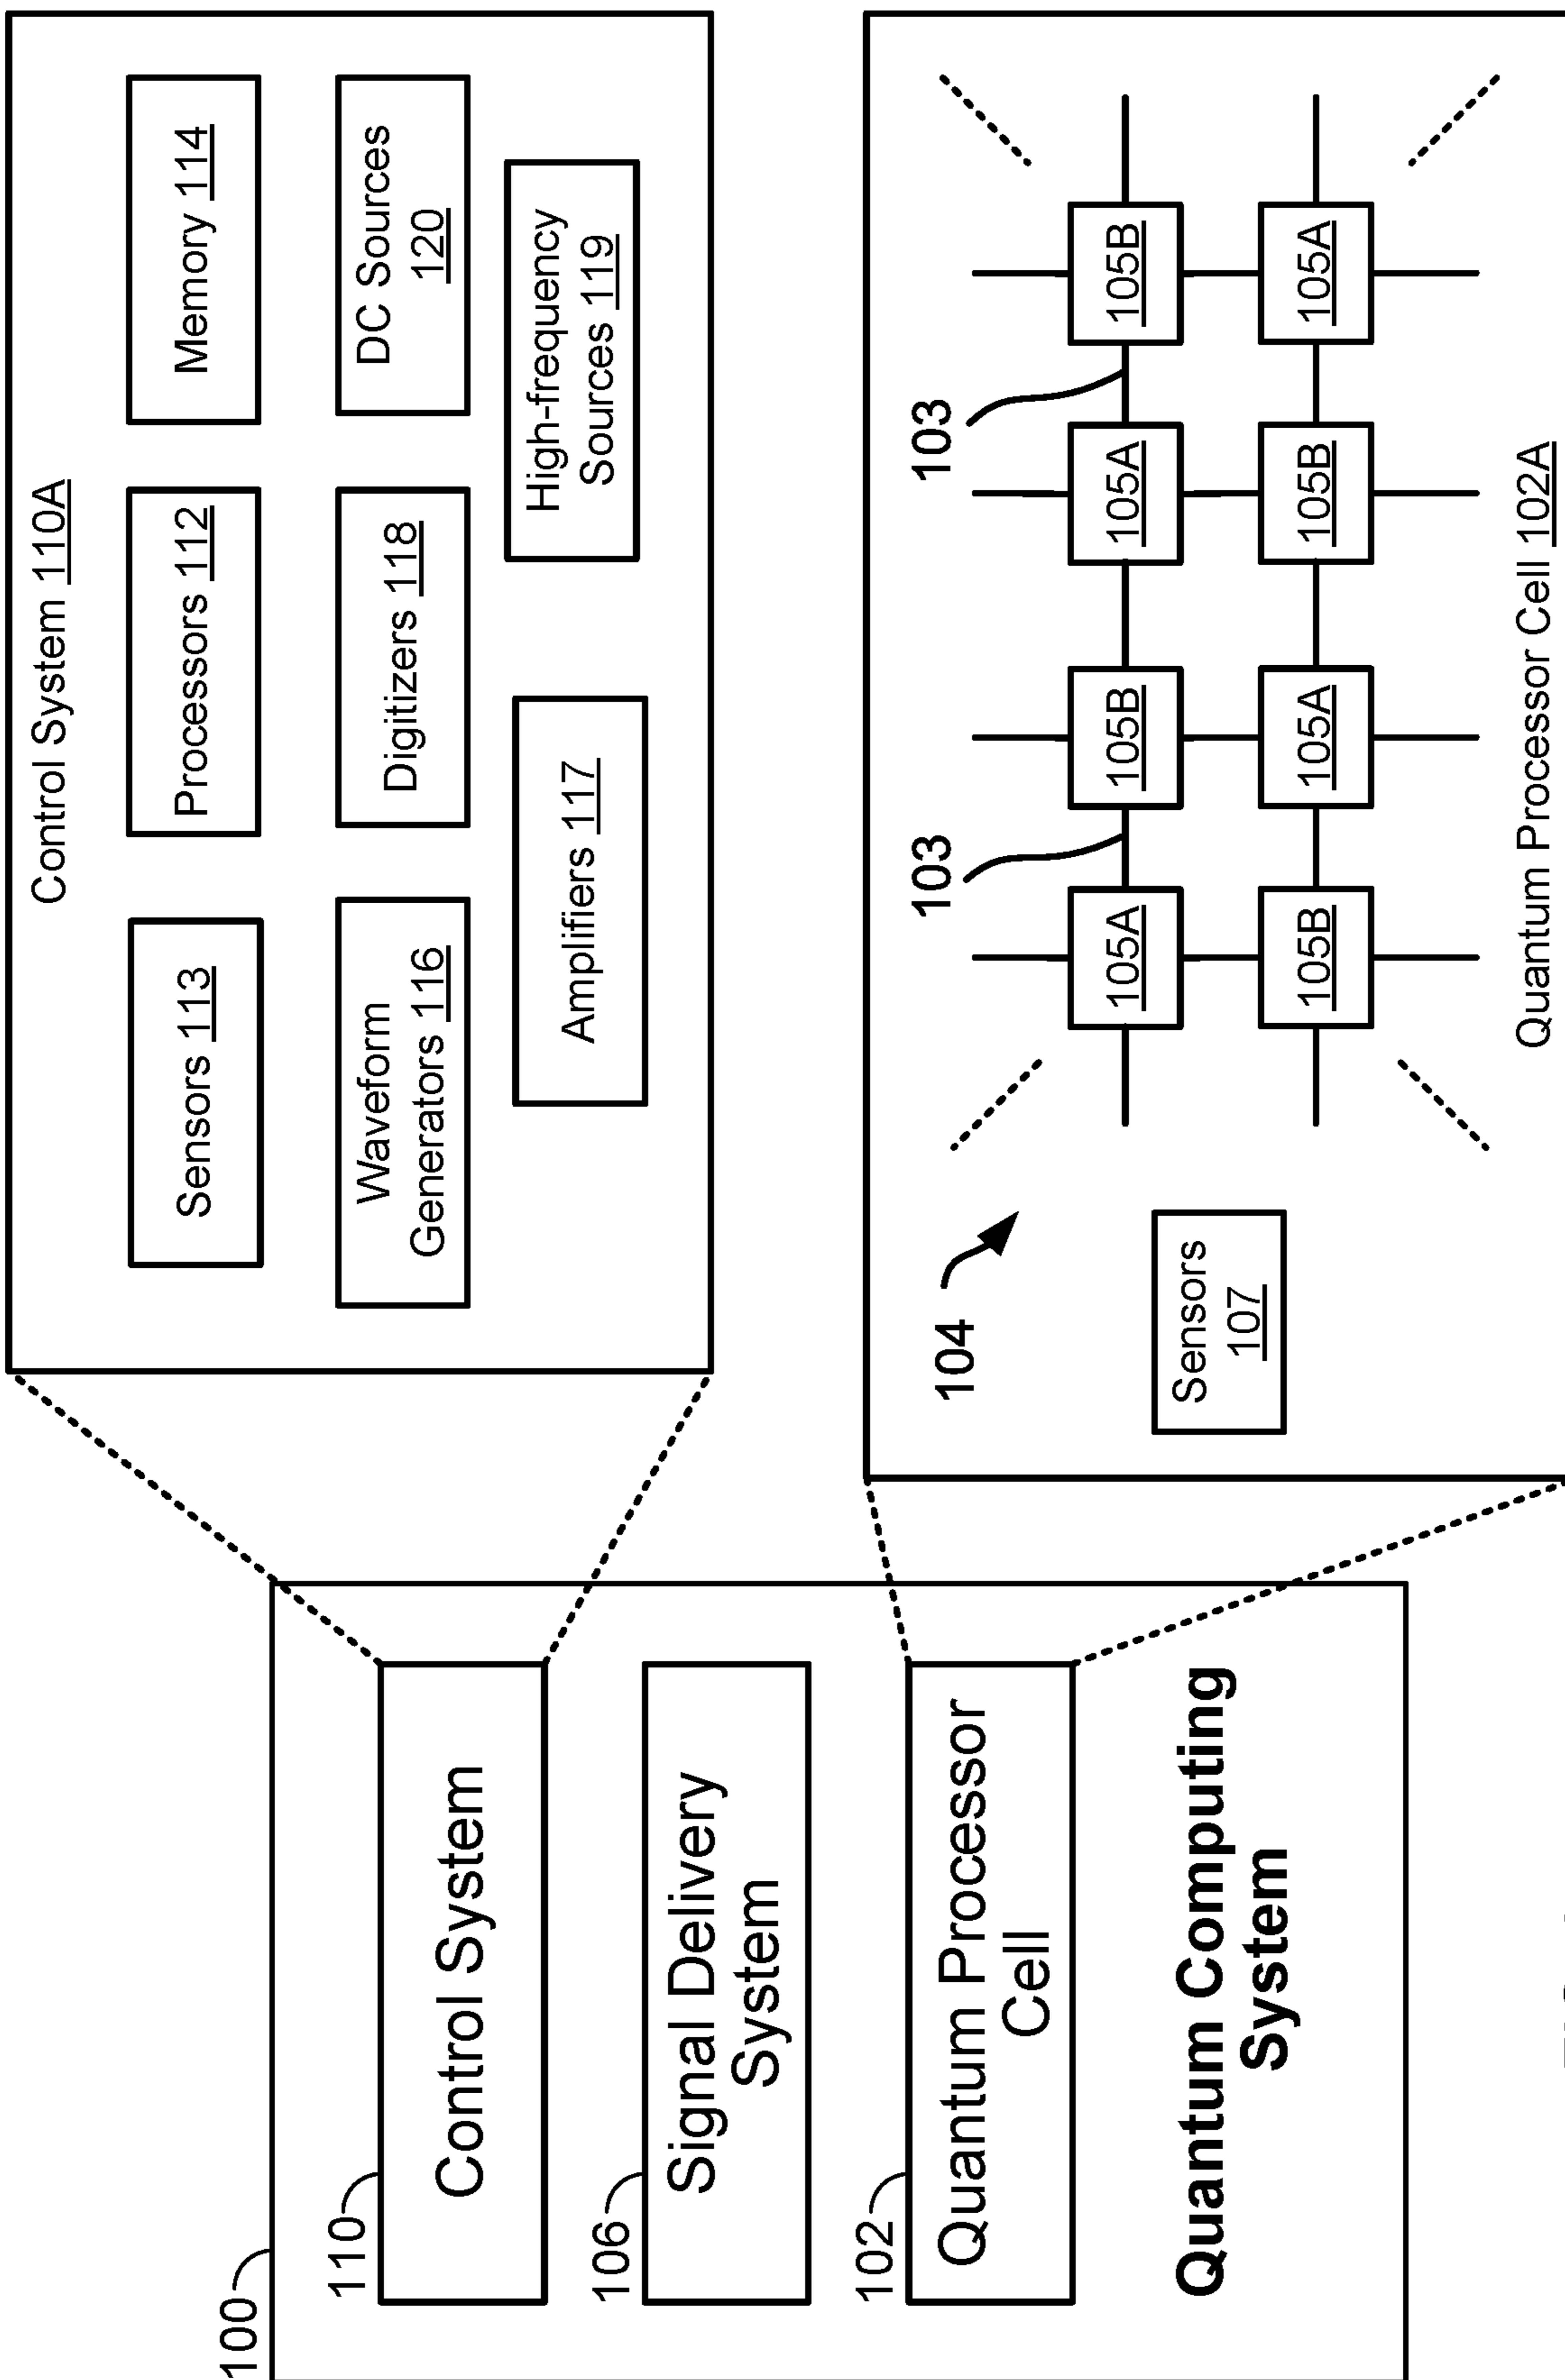 100
110
Control System
106
Signal Delivery
System
102
Quantum Processor
Cell
Quantum Computing
System
Control System 110A
Sensors 113
Processors 112
Memory 114
Waveform
Generators 116
Digitizers 118
DC Sources
120
Amplifiers 117
High-frequency
Sources 119
104
103
103
Sensors
107
105A
105B
105A
105B
105B
105A
105B
105A
Quantum Processor Cell 102A